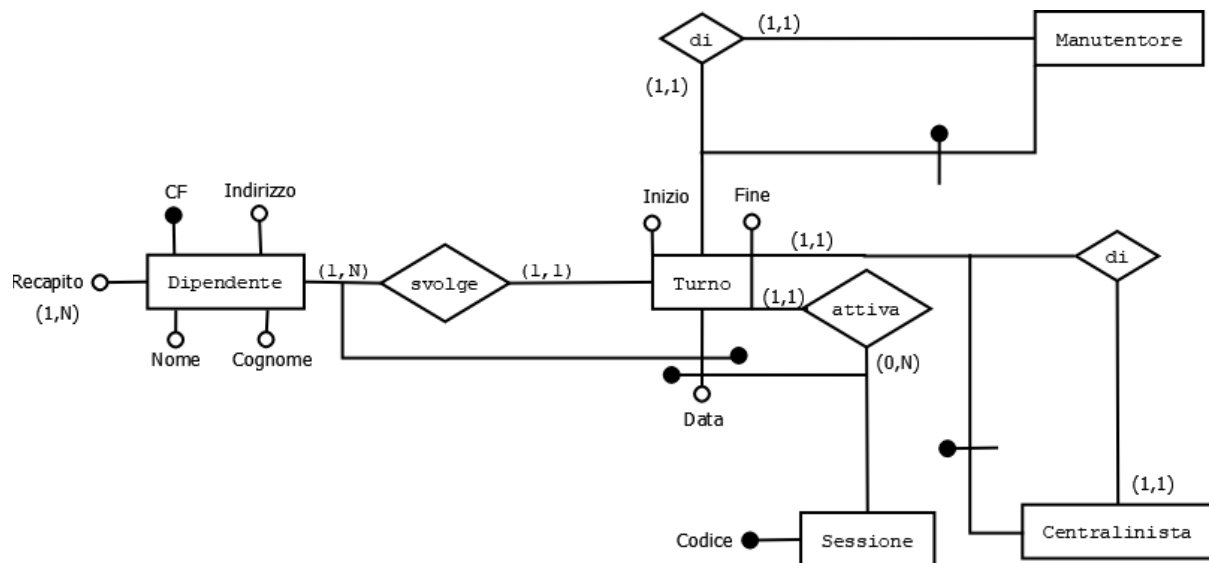 di
(1,1)
Manutentore
(1,1)
CF
Indirizzo
Inizio
Fine
Recapito
(1,N)
Dipendente
(1,N)
svolge
(1,1)
Turno
(1,1)
di
(1,1)
attiva
Nome
Cognome
(0,N)
Data
(1,1)
Codice
Sessione
Centralinista